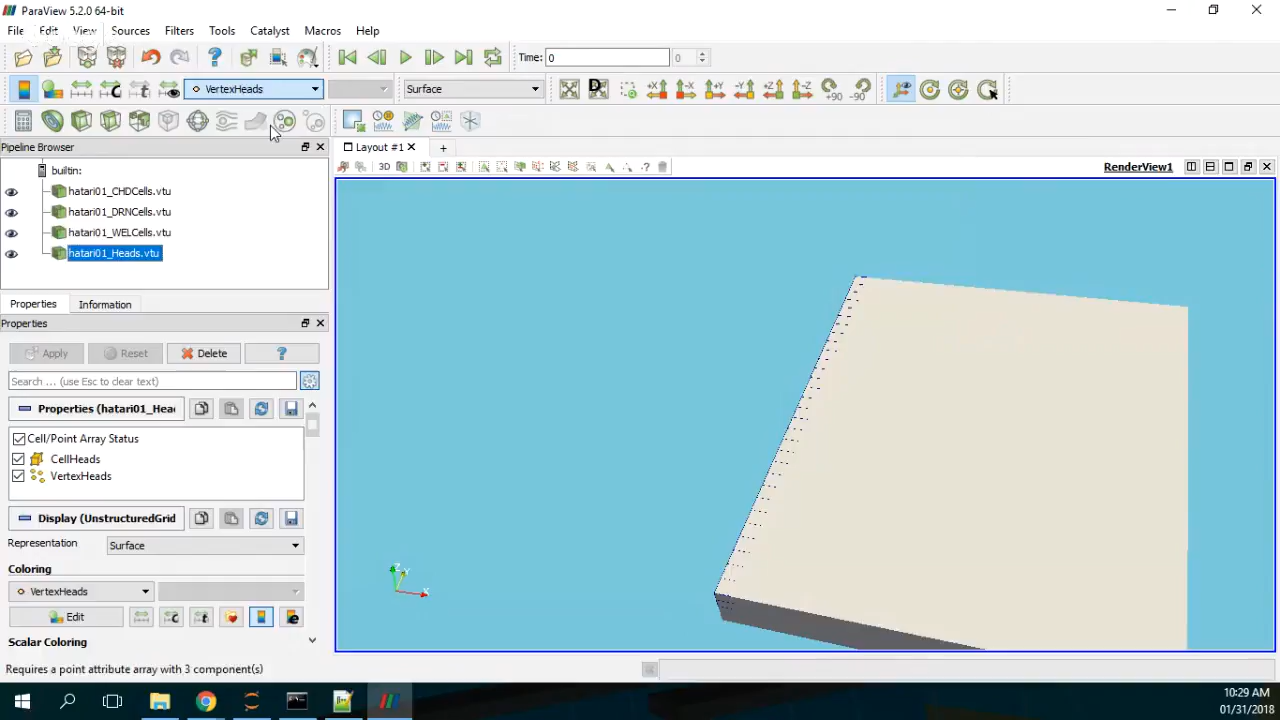 ParaView 5.2.0 64-bit
File Edit View Sources Filters Tools Catalyst Macros Help
Time: 0 0
VertexHeads Surface +90 -90
Pipeline Browser Layout #1
3D RenderView1
builtin:
hatari01_CHDCells.vtu
hatari01_DRNCells.vtu
hatari01_WELCells.vtu
hatari01_Heads.vtu
Properties Information
Properties
Apply Reset Delete ?
Search ... (use Esc to clear text)
Properties (hatari01_Hea
Cell/Point Array Status
CellHeads
VertexHeads
Display (UnstructuredGrid
Representation Surface
Coloring
VertexHeads
Edit
Scalar Coloring
Requires a point attribute array with 3 component(s)
10:29 AM
01/31/2018